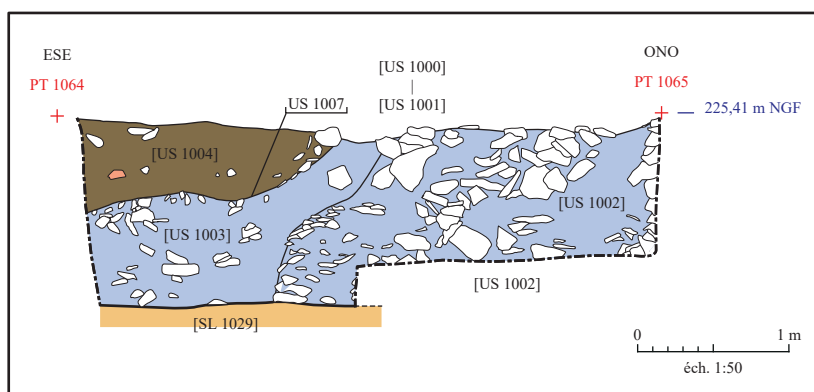 ESE
PT 1064
[US 1000]
[US 1001]
ONO
PT 1065
225,41 m NGF
US 1007
[US 1004]
[US 1003]
[US 1002]
[US 1002]
[SL 1029]
0 1 m
éch. 1:50